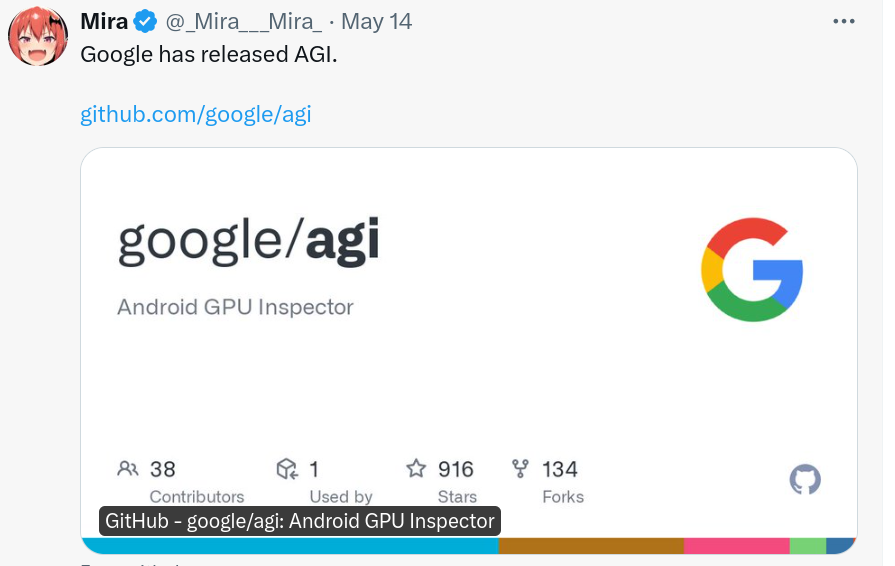 Mira @_Mira___Mira_ · May 14
Google has released AGI.
github.com/google/agi
google/agi
Android GPU Inspector
38 1 916 134
Contributors Used by Stars Forks
GitHub - google/agi: Android GPU Inspector